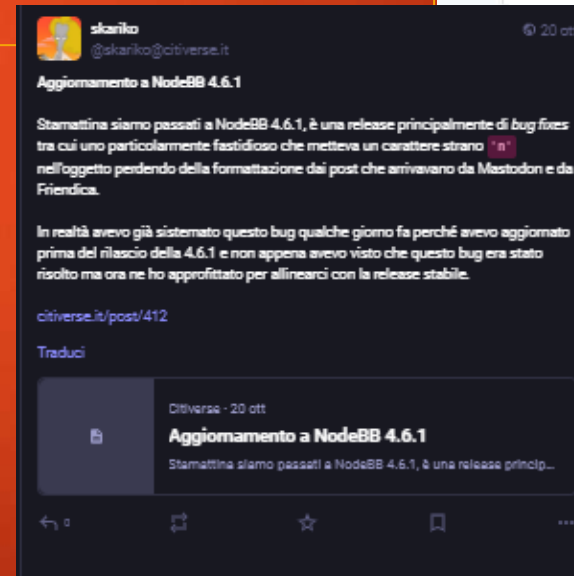 skariko
@skariko@citiverse.it
20 ott
Aggiornamento a NodeBB 4.6.1
Stamattina siamo passati a NodeBB 4.6.1, è una release principalmente di bug fixes
tra cui uno particolarmente fastidioso che metteva un carattere strano 'n'
nell'oggetto perdendo della formattazione dai post che arrivavano da Mastodon e da
Friendica.
In realtà avevo già sistemato questo bug qualche giorno fa perché avevo aggiornato
prima del rilascio della 4.6.1 e non appena avevo visto che questo bug era stato
risolto ma ora ne ho approfittato per allinearci con la release stabile.
citiverse.it/post/412
Traduci
Citiverse · 20 ott
Aggiornamento a NodeBB 4.6.1
Stamattina siamo passati a NodeBB 4.6.1, è una release princip...
0